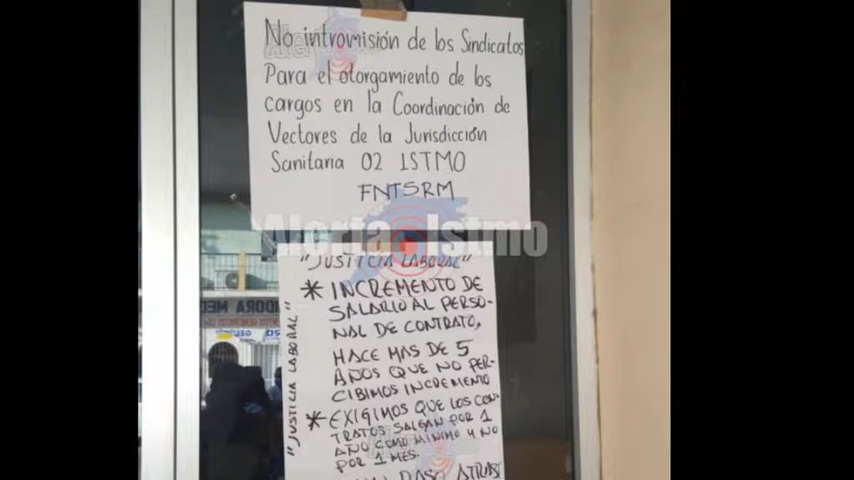 No intromisión de los Sindicatos
Para el otorgamiento de los
cargos en la Coordinación de
Vectores de la Jurisdicción
Sanitaria 02 ISTMO
FNTSRM
Alerta Istmo
"JUSTICIA LABORAL"
* INCREMENTO DE
SALARIO AL PERSO-
NAL DE CONTRATO,
HACE MAS DE 5
AÑOS QUE NO PER-
CIBIMOS INCREMENTO
* EXIGIMOS QUE LOS CON-
TRATOS SALGAN POR 1
AÑO COMO MINIMO Y NO
POR 1 MES.
"JUSTICIA LABORAL"